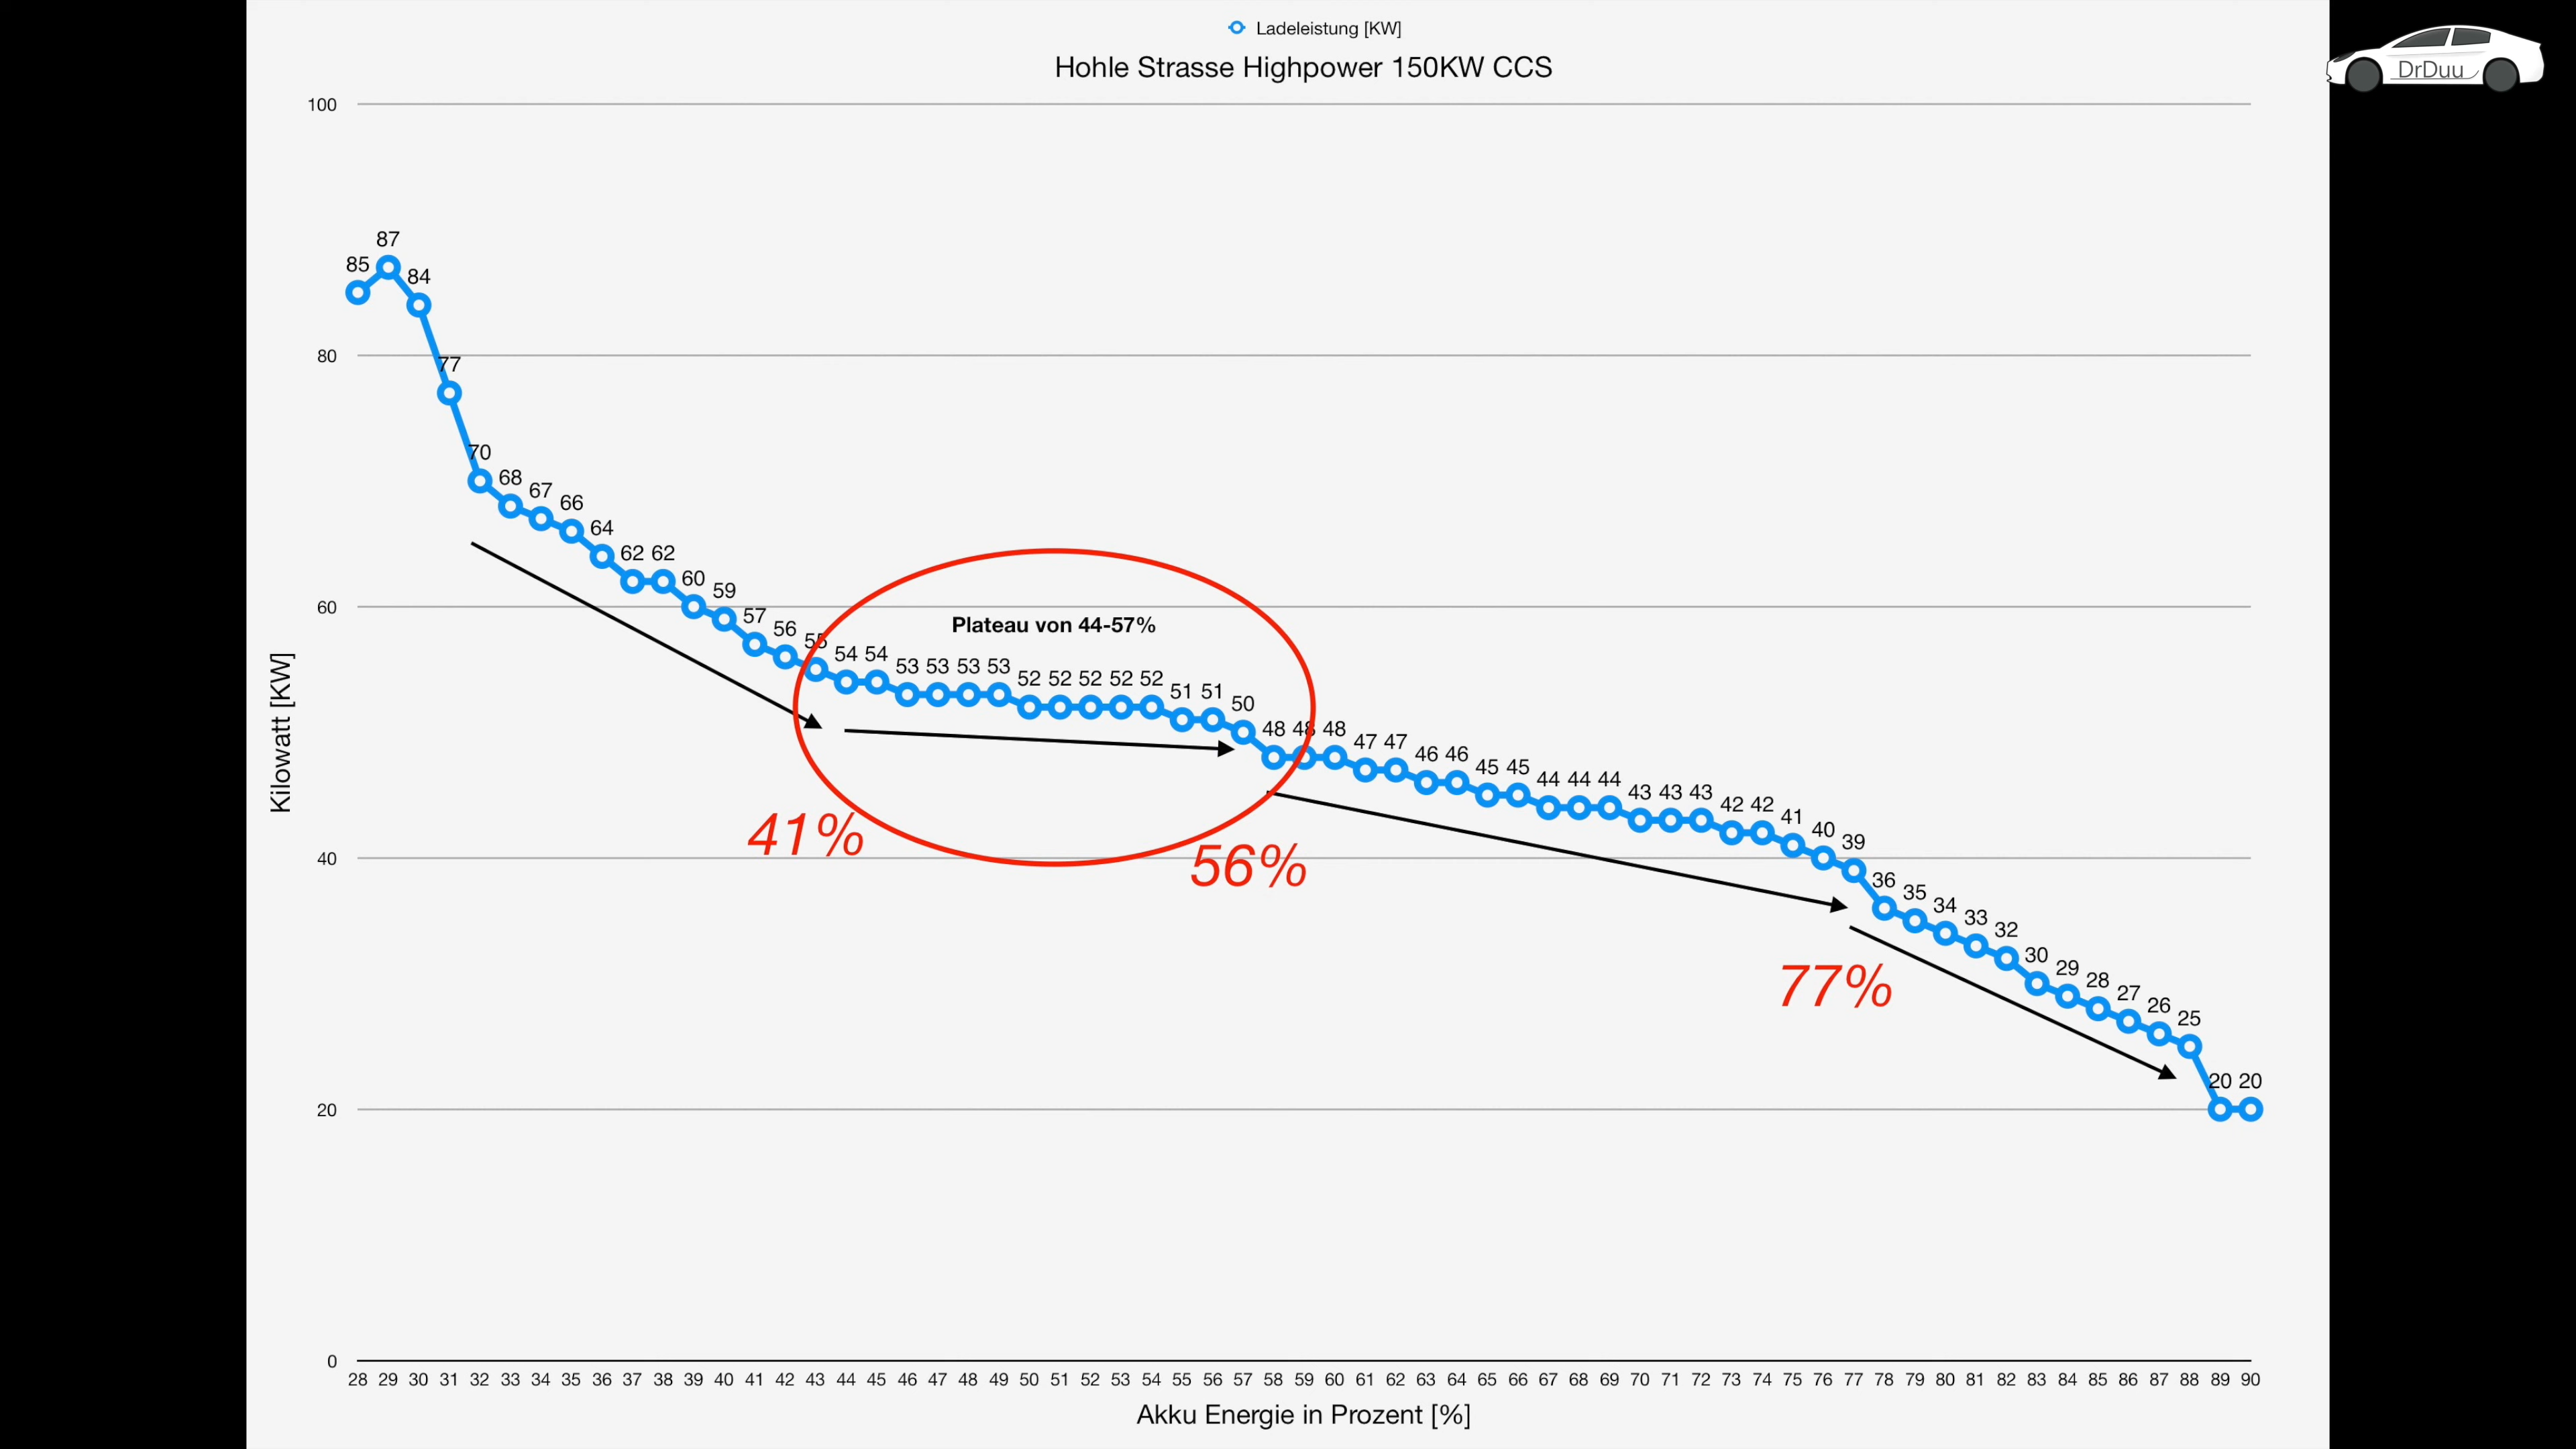 Ladeleistung [KW]
Hohle Strasse Highpower 150KW CCS
DrDuu
100
80
60
40
20
0
Kilowatt [KW]
85 87 84 77 70 68 67 66 64 62 62 60 59 57 56 55 54 54 53 53 53 53 52 52 52 52 52 51 51 50 48 48 48 47 47 46 46 45 45 44 44 44 43 43 43 42 42 41 40 39 36 35 34 33 32 30 29 28 27 26 25 20 20
Plateau von 44-57%
41%
56%
77%
28 29 30 31 32 33 34 35 36 37 38 39 40 41 42 43 44 45 46 47 48 49 50 51 52 53 54 55 56 57 58 59 60 61 62 63 64 65 66 67 68 69 70 71 72 73 74 75 76 77 78 79 80 81 82 83 84 85 86 87 88 89 90
Akku Energie in Prozent [%]